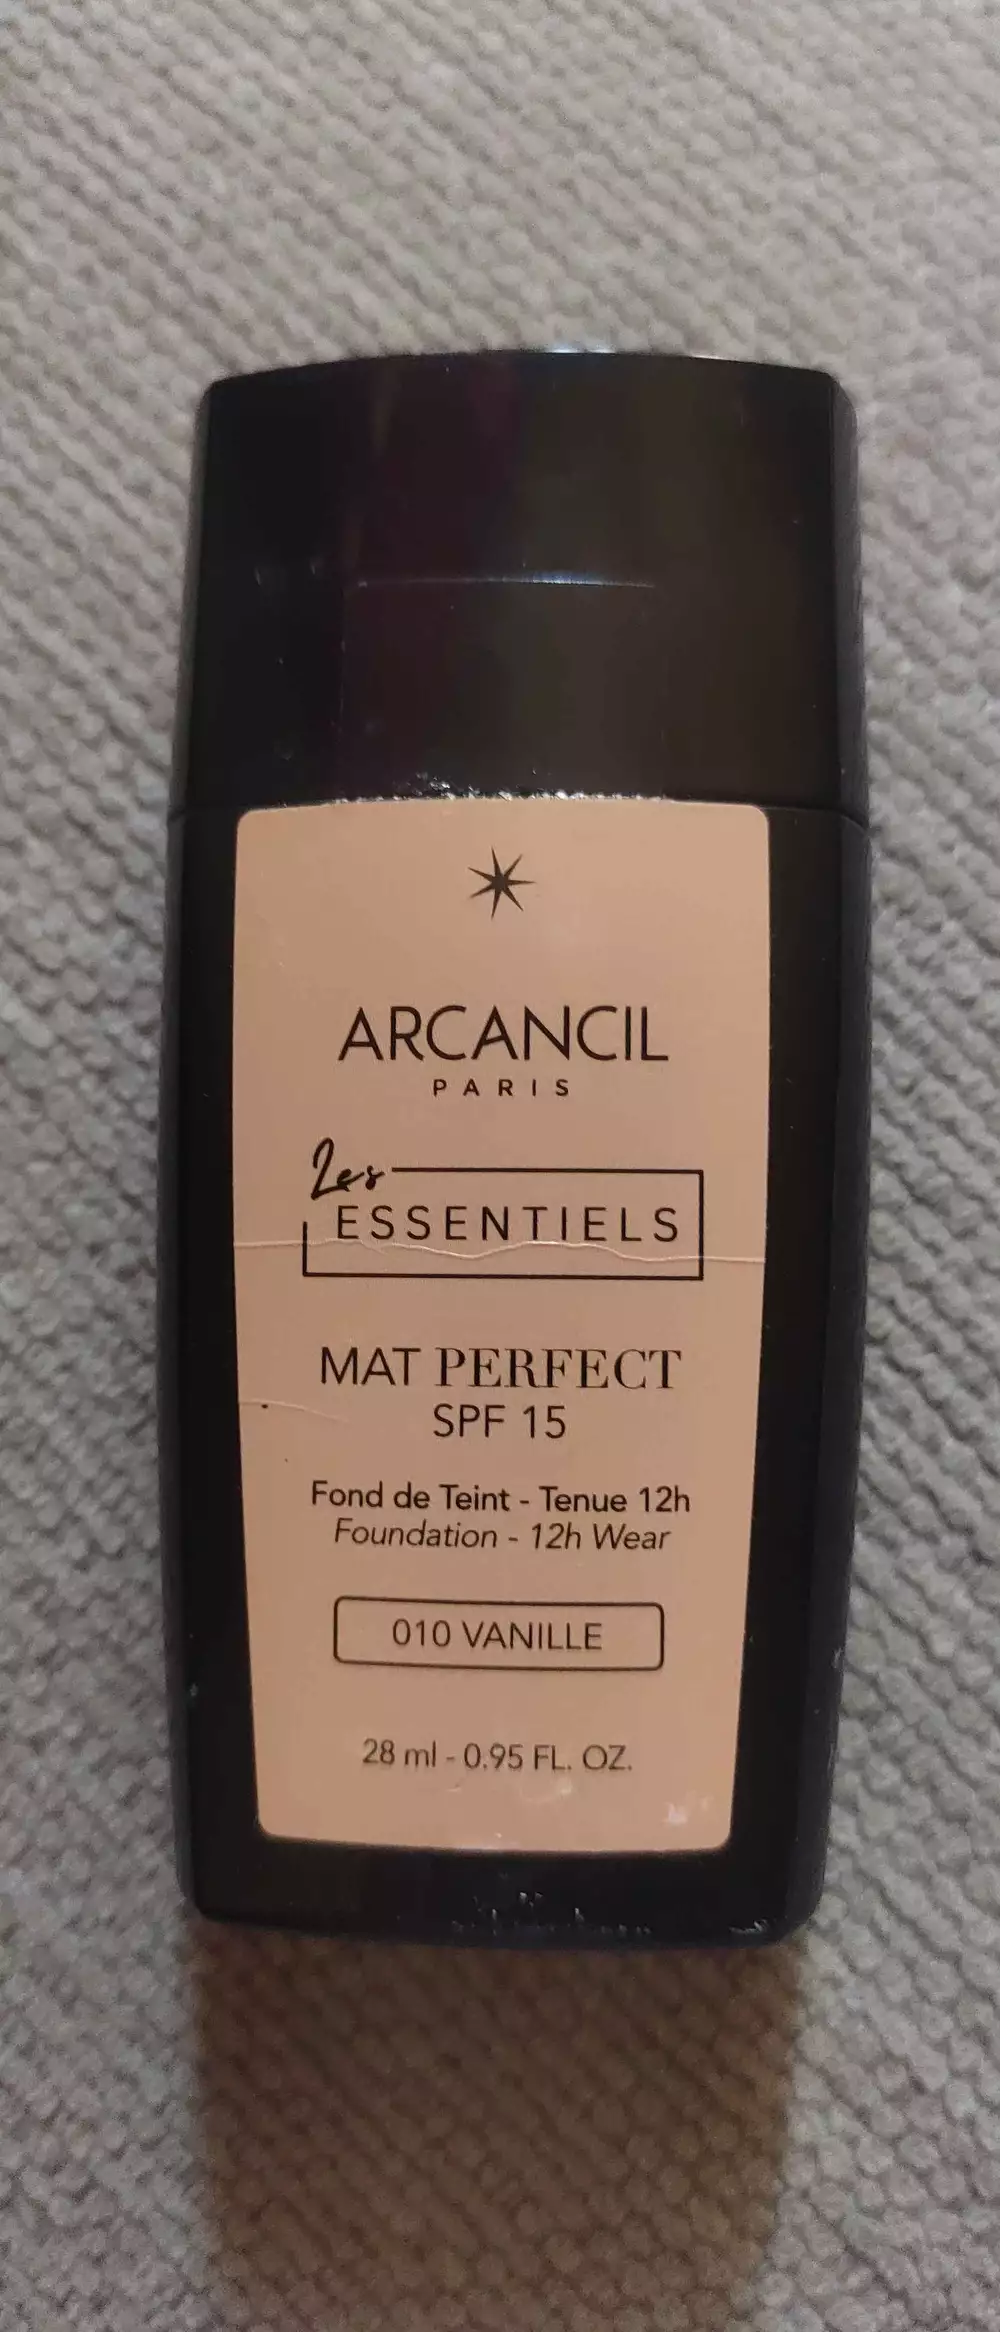 ARCANCIL
PARIS
Les
ESSENTIELS
MAT PERFECT
SPF 15
Fond de Teint - Tenue 12h
Foundation - 12h Wear
010 VANILLE
28 ml - 0.95 FL. OZ.